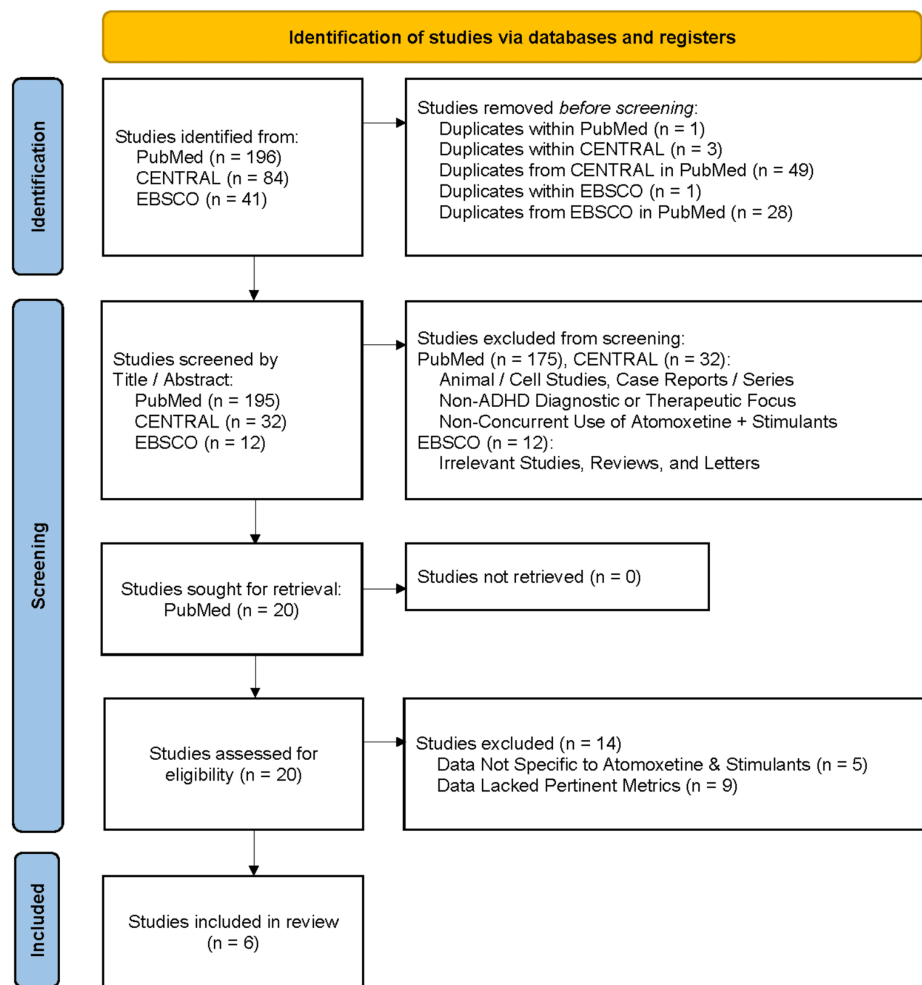 Identification of studies via databases and registers
Identification
Studies identified from:
PubMed (n = 196)
CENTRAL (n = 84)
EBSCO (n = 41)
Studies removed before screening:
Duplicates within PubMed (n = 1)
Duplicates within CENTRAL (n = 3)
Duplicates from CENTRAL in PubMed (n = 49)
Duplicates within EBSCO (n = 1)
Duplicates from EBSCO in PubMed (n = 28)
Screening
Studies screened by
Title / Abstract:
PubMed (n = 195)
CENTRAL (n = 32)
EBSCO (n = 12)
Studies excluded from screening:
PubMed (n = 175), CENTRAL (n = 32):
Animal / Cell Studies, Case Reports / Series
Non-ADHD Diagnostic or Therapeutic Focus
Non-Concurrent Use of Atomoxetine + Stimulants
EBSCO (n = 12):
Irrelevant Studies, Reviews, and Letters
Studies sought for retrieval:
PubMed (n = 20)
Studies not retrieved (n = 0)
Studies assessed for
eligibility (n = 20)
Studies excluded (n = 14)
Data Not Specific to Atomoxetine & Stimulants (n = 5)
Data Lacked Pertinent Metrics (n = 9)
Included
Studies included in review
(n = 6)